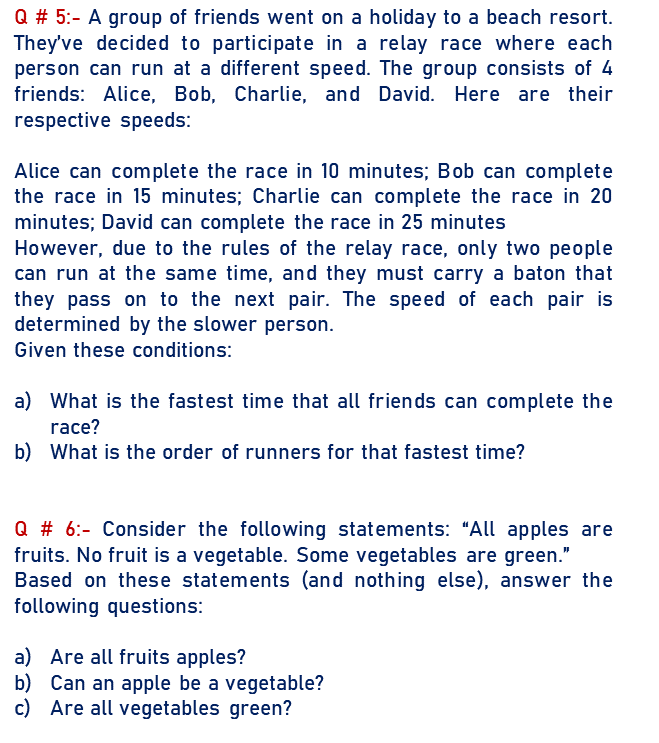 Q # 5:- A group of friends went on a holiday to a beach resort.
They've decided to participate in a relay race where each
person can run at a different speed. The group consists of 4
friends: Alice, Bob, Charlie, and David. Here are their
respective speeds:
Alice can complete the race in 10 minutes; Bob can complete
the race in 15 minutes; Charlie can complete the race in 20
minutes; David can complete the race in 25 minutes
However, due to the rules of the relay race, only two people
can run at the same time, and they must carry a baton that
they pass on to the next pair. The speed of each pair is
determined by the slower person.
Given these conditions:
a) What is the fastest time that all friends can complete the
race?
b) What is the order of runners for that fastest time?
Q # 6:- Consider the following statements: “All apples are
fruits. No fruit is a vegetable. Some vegetables are green.”
Based on these statements (and nothing else), answer the
following questions:
a) Are all fruits apples?
b) Can an apple be a vegetable?
c) Are all vegetables green?